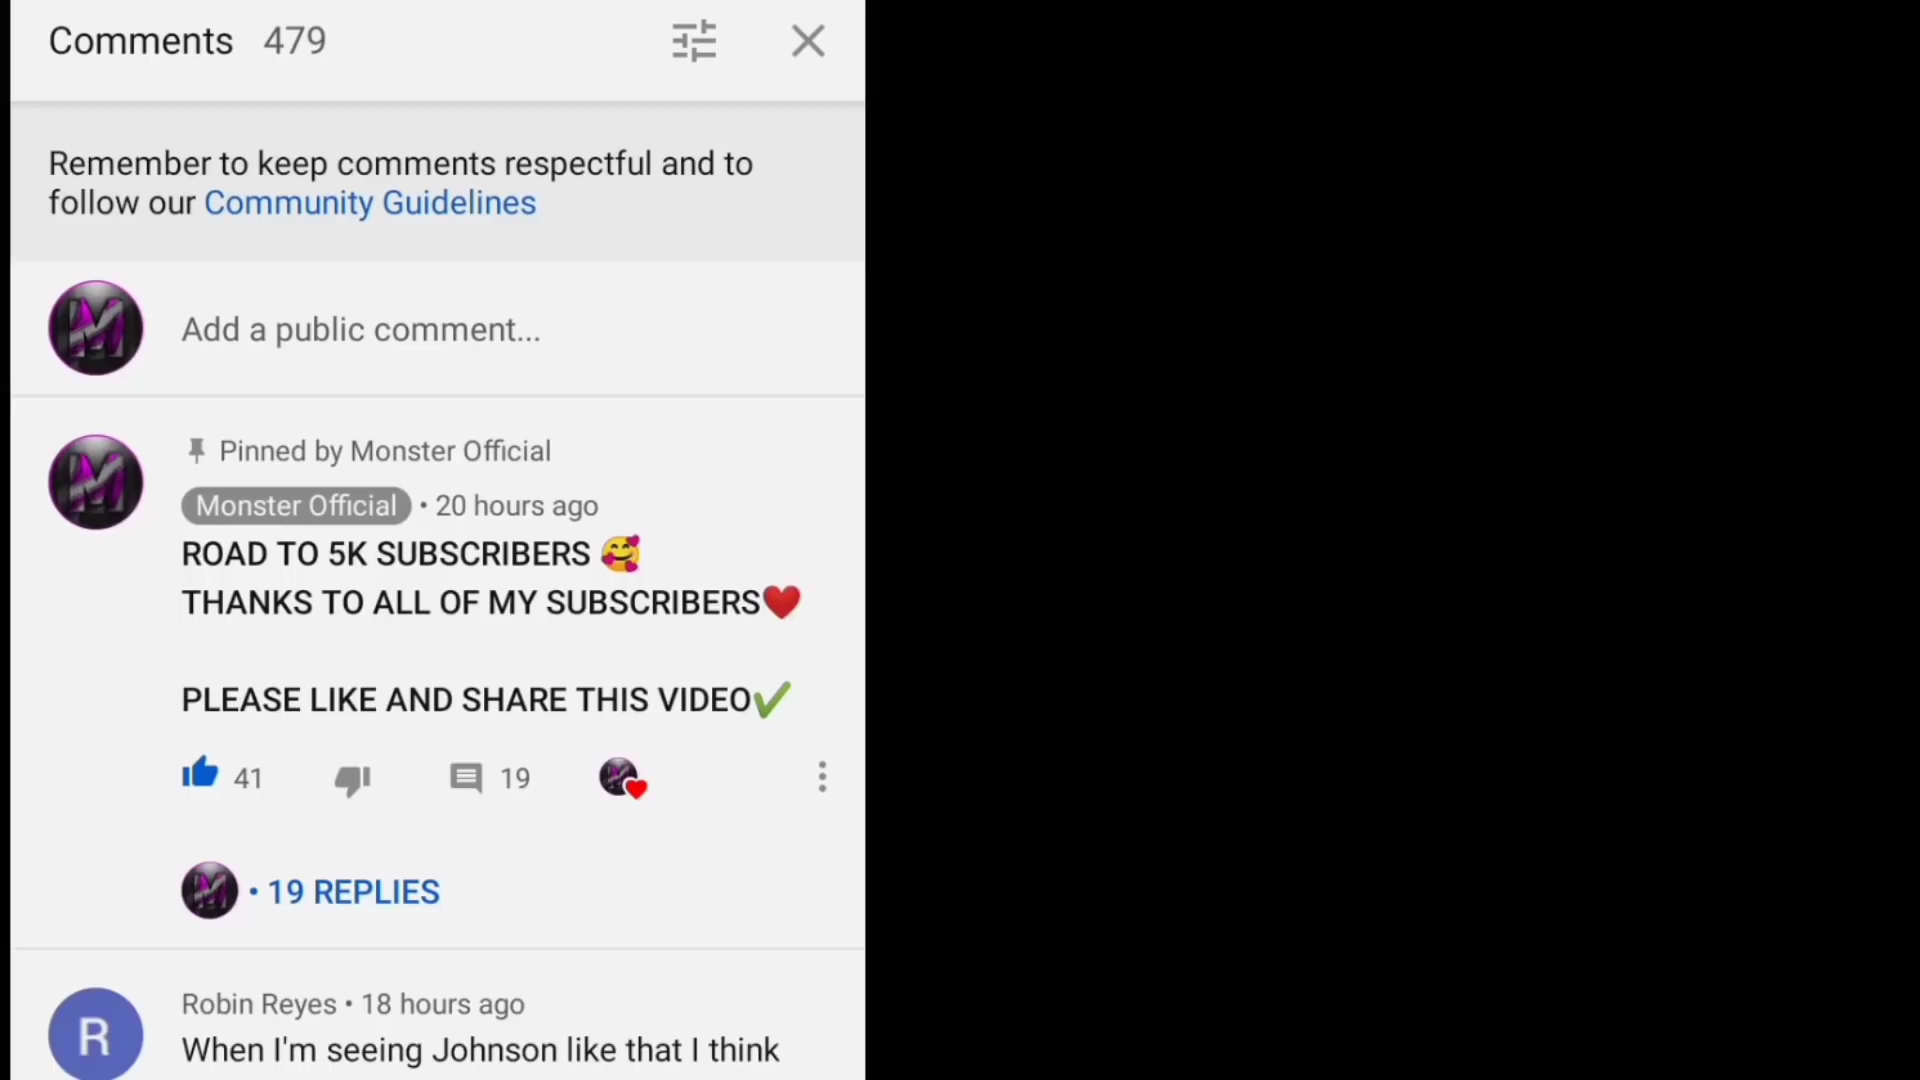 Comments 479
Remember to keep comments respectful and to
follow our Community Guidelines
Add a public comment...
Pinned by Monster Official
Monster Official • 20 hours ago
ROAD TO 5K SUBSCRIBERS 🥰
THANKS TO ALL OF MY SUBSCRIBERS❤️
PLEASE LIKE AND SHARE THIS VIDEO✅
41 19
• 19 REPLIES
Robin Reyes • 18 hours ago
R
When I'm seeing Johnson like that I think